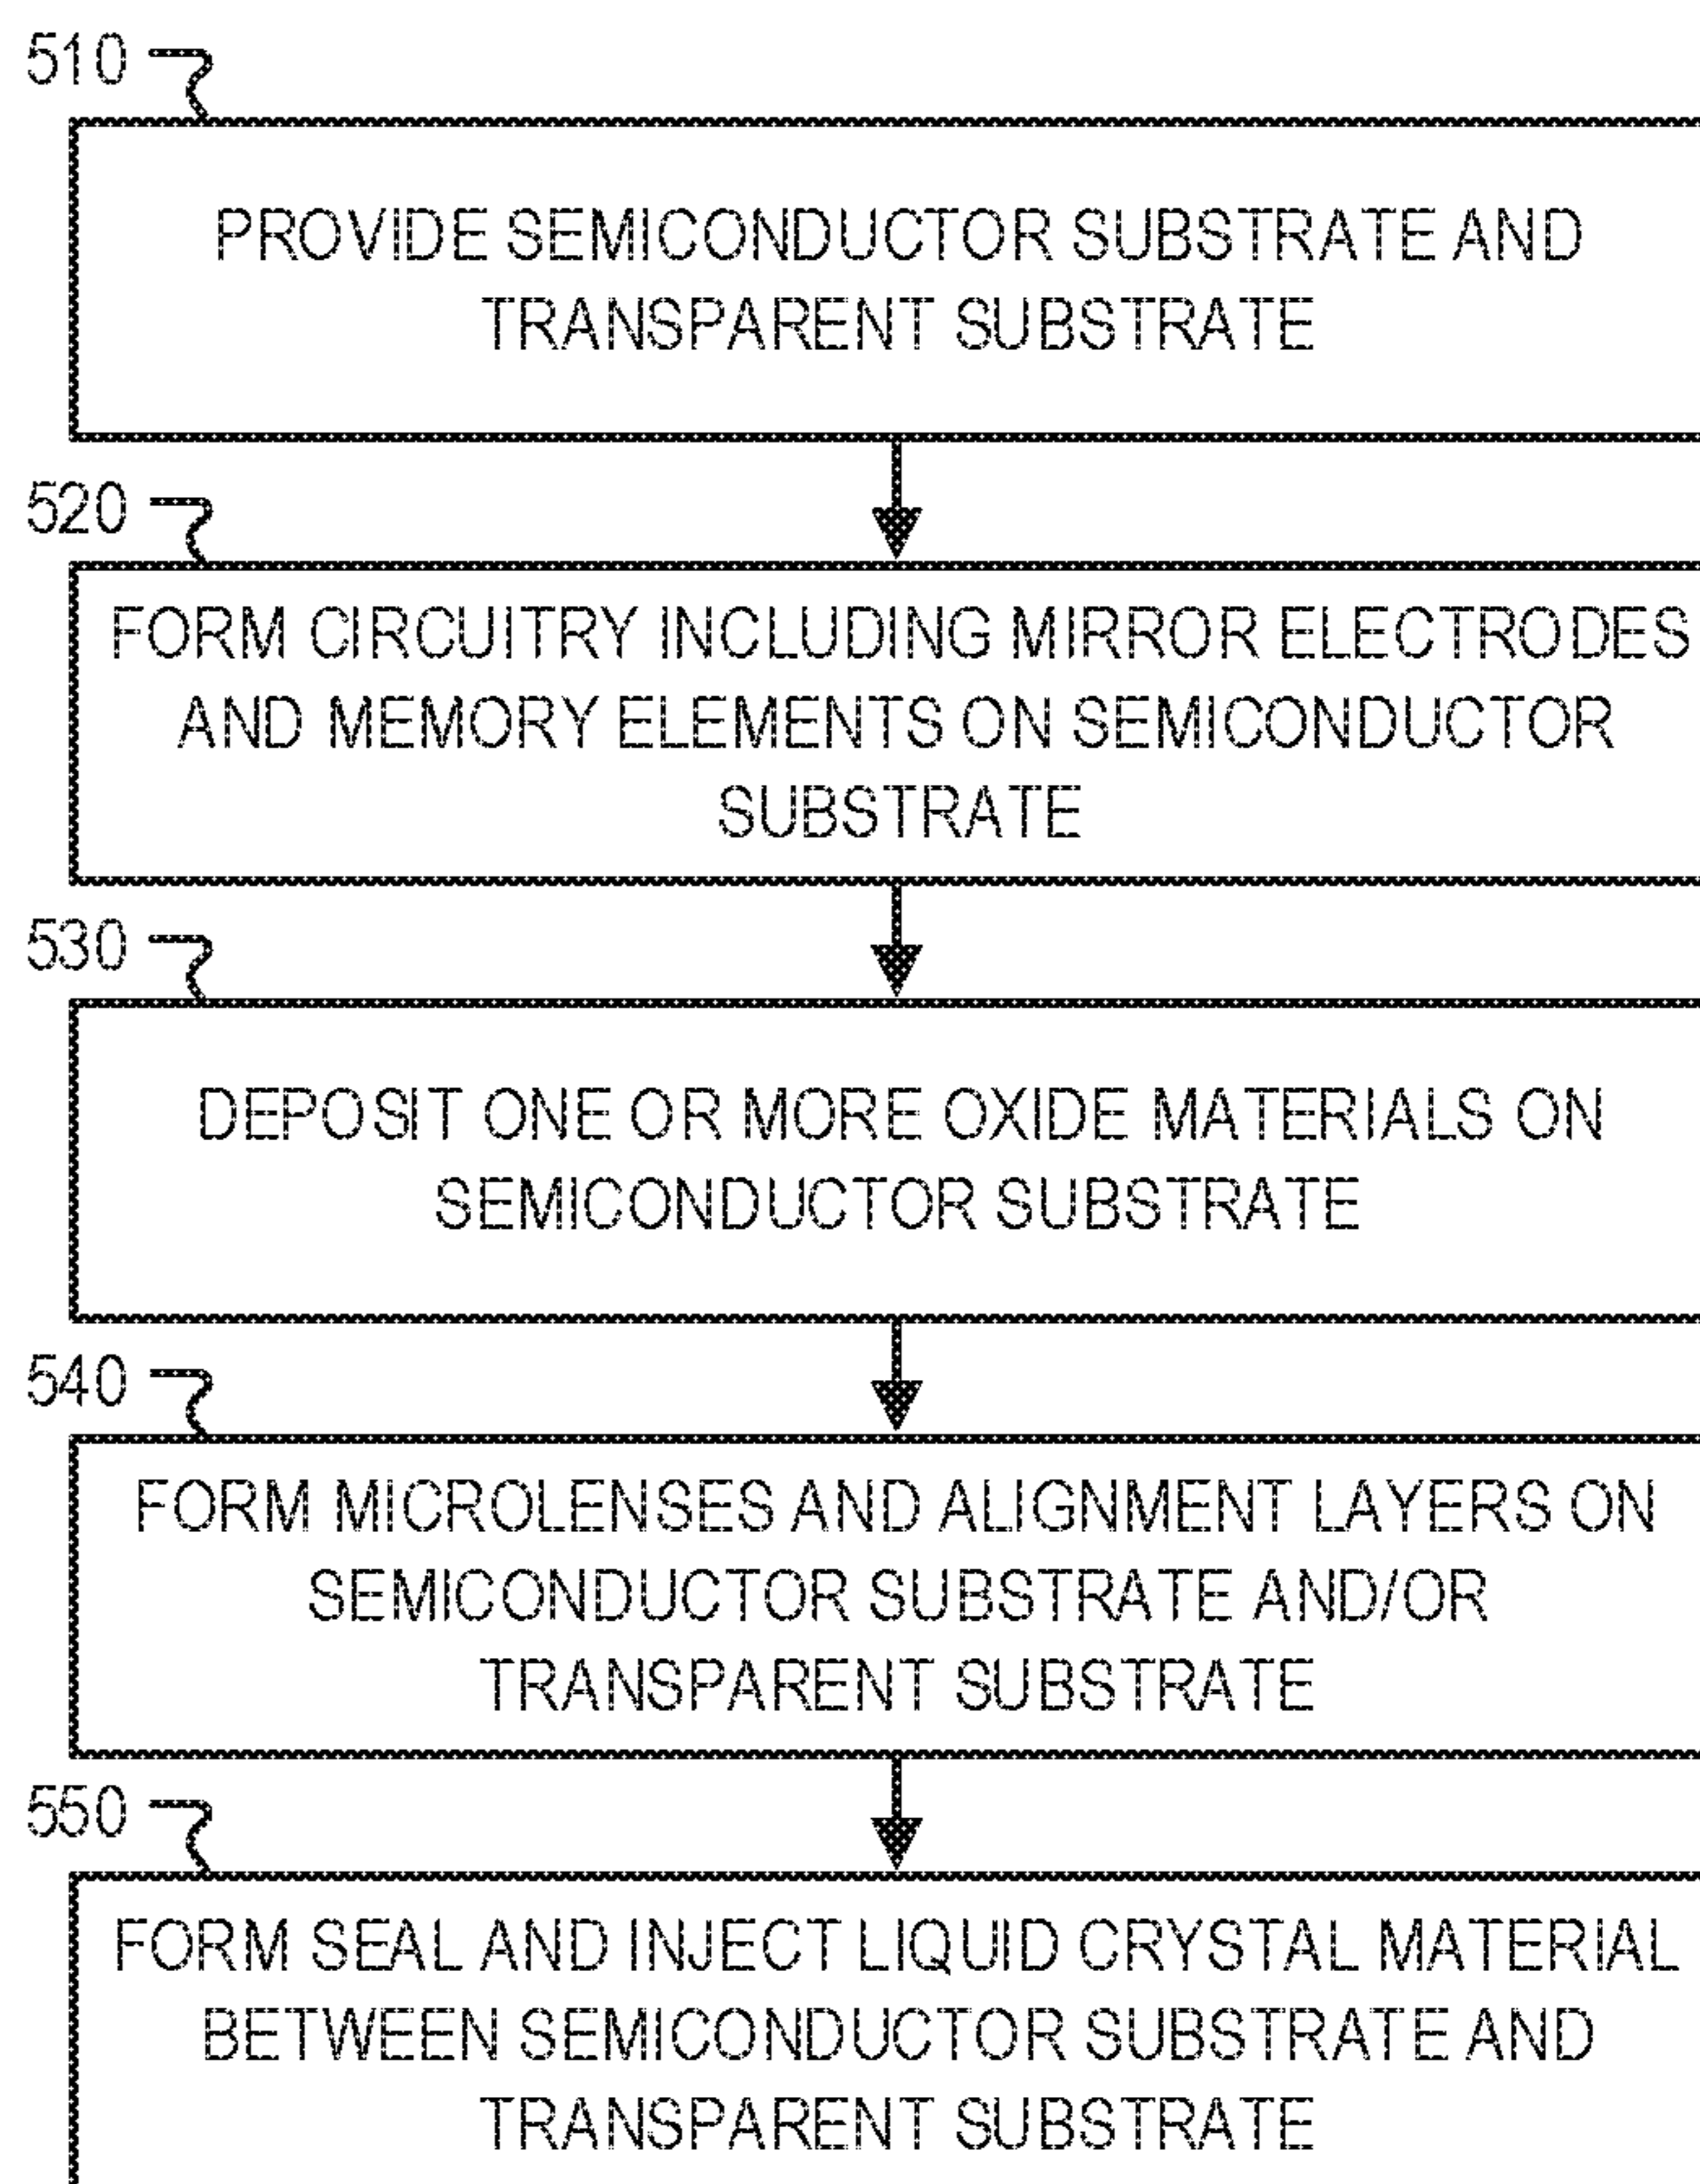 510
PROVIDE SEMICONDUCTOR SUBSTRATE AND
TRANSPARENT SUBSTRATE
520
FORM CIRCUITRY INCLUDING MIRROR ELECTRODES
AND MEMORY ELEMENTS ON SEMICONDUCTOR
SUBSTRATE
530
DEPOSIT ONE OR MORE OXIDE MATERIALS ON
SEMICONDUCTOR SUBSTRATE
540
FORM MICROLENSES AND ALIGNMENT LAYERS ON
SEMICONDUCTOR SUBSTRATE AND/OR
TRANSPARENT SUBSTRATE
550
FORM SEAL AND INJECT LIQUID CRYSTAL MATERIAL
BETWEEN SEMICONDUCTOR SUBSTRATE AND
TRANSPARENT SUBSTRATE